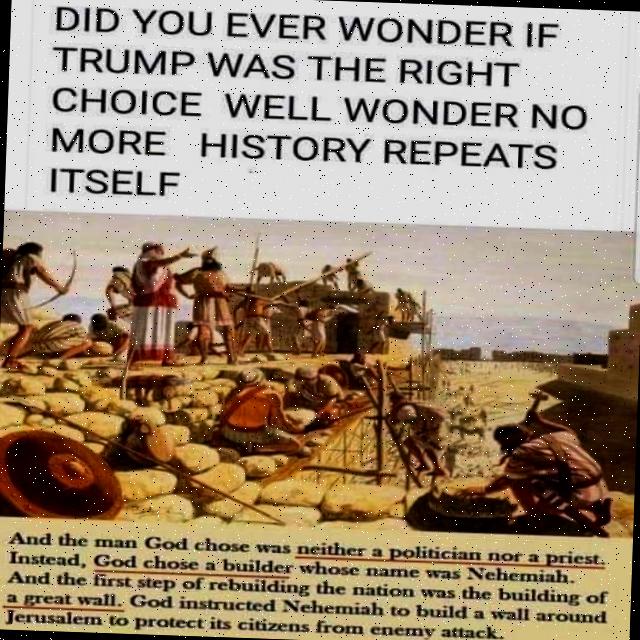 DID YOU EVER WONDER IF
TRUMP WAS THE RIGHT
CHOICE WELL WONDER NO
MORE HISTORY REPEATS
ITSELF
And the man God chose was neither a politician nor a priest.
Instead, God chose a builder whose name was Nehemiah.
And the first step of rebuilding the nation was the building of
a great wall. God instructed Nehemiah to build a wall around
Jerusalem to protect its citizens from enemy attack.